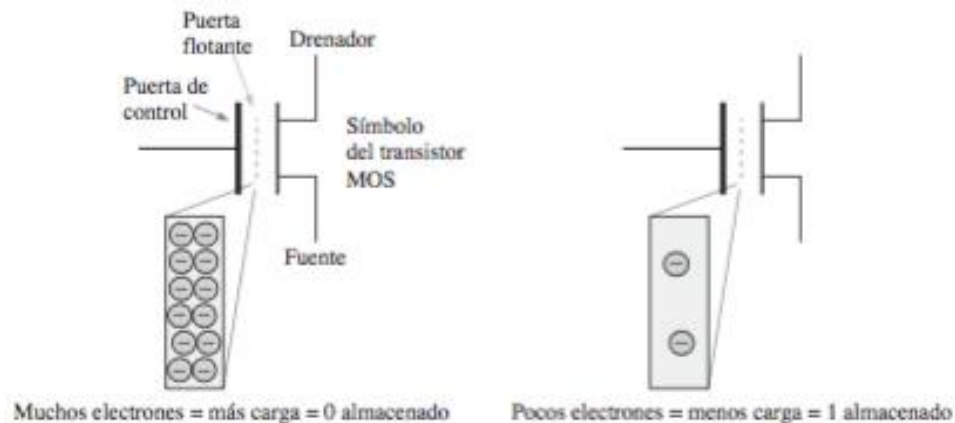 Puerta
flotante
Drenador
Puerta de
control
Símbolo
del transistor
MOS
Fuente
Muchos electrones = más carga = 0 almacenado
Pocos electrones = menos carga = 1 almacenado